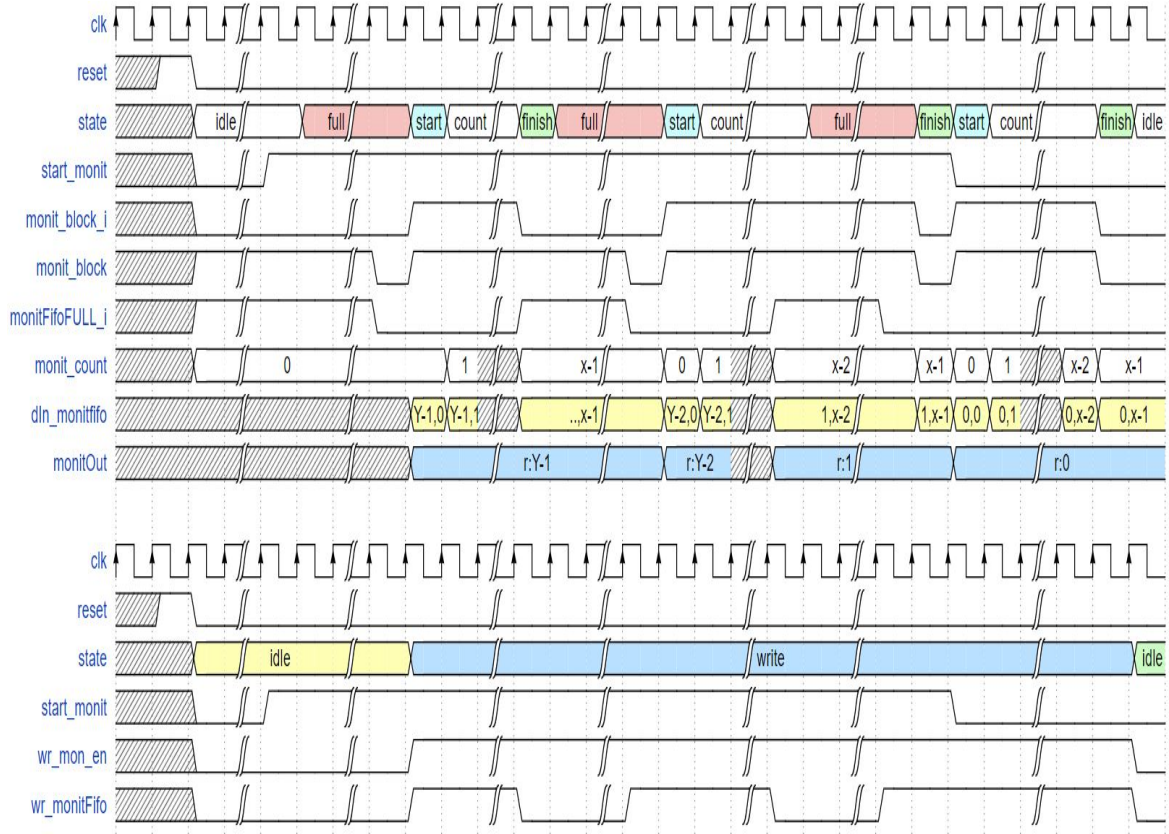 clk
reset
state idle full start count finish full start count full finish start count finish idle
start_monit
monit_block_i
monit_block
monitFifoFULL_i
monit_count 0 1 x-1 0 1 x-2 x-1 0 1 x-2 x-1
dIn_monitfifo Y-1,0 Y-1,1 ..,x-1 Y-2,0 Y-2,1 1,x-2 1,x-1 0,0 0,1 0,x-2 0,x-1
monitOut r:Y-1 r:Y-2 r:1 r:0
clk
reset
state idle write idle
start_monit
wr_mon_en
wr_monitFifo